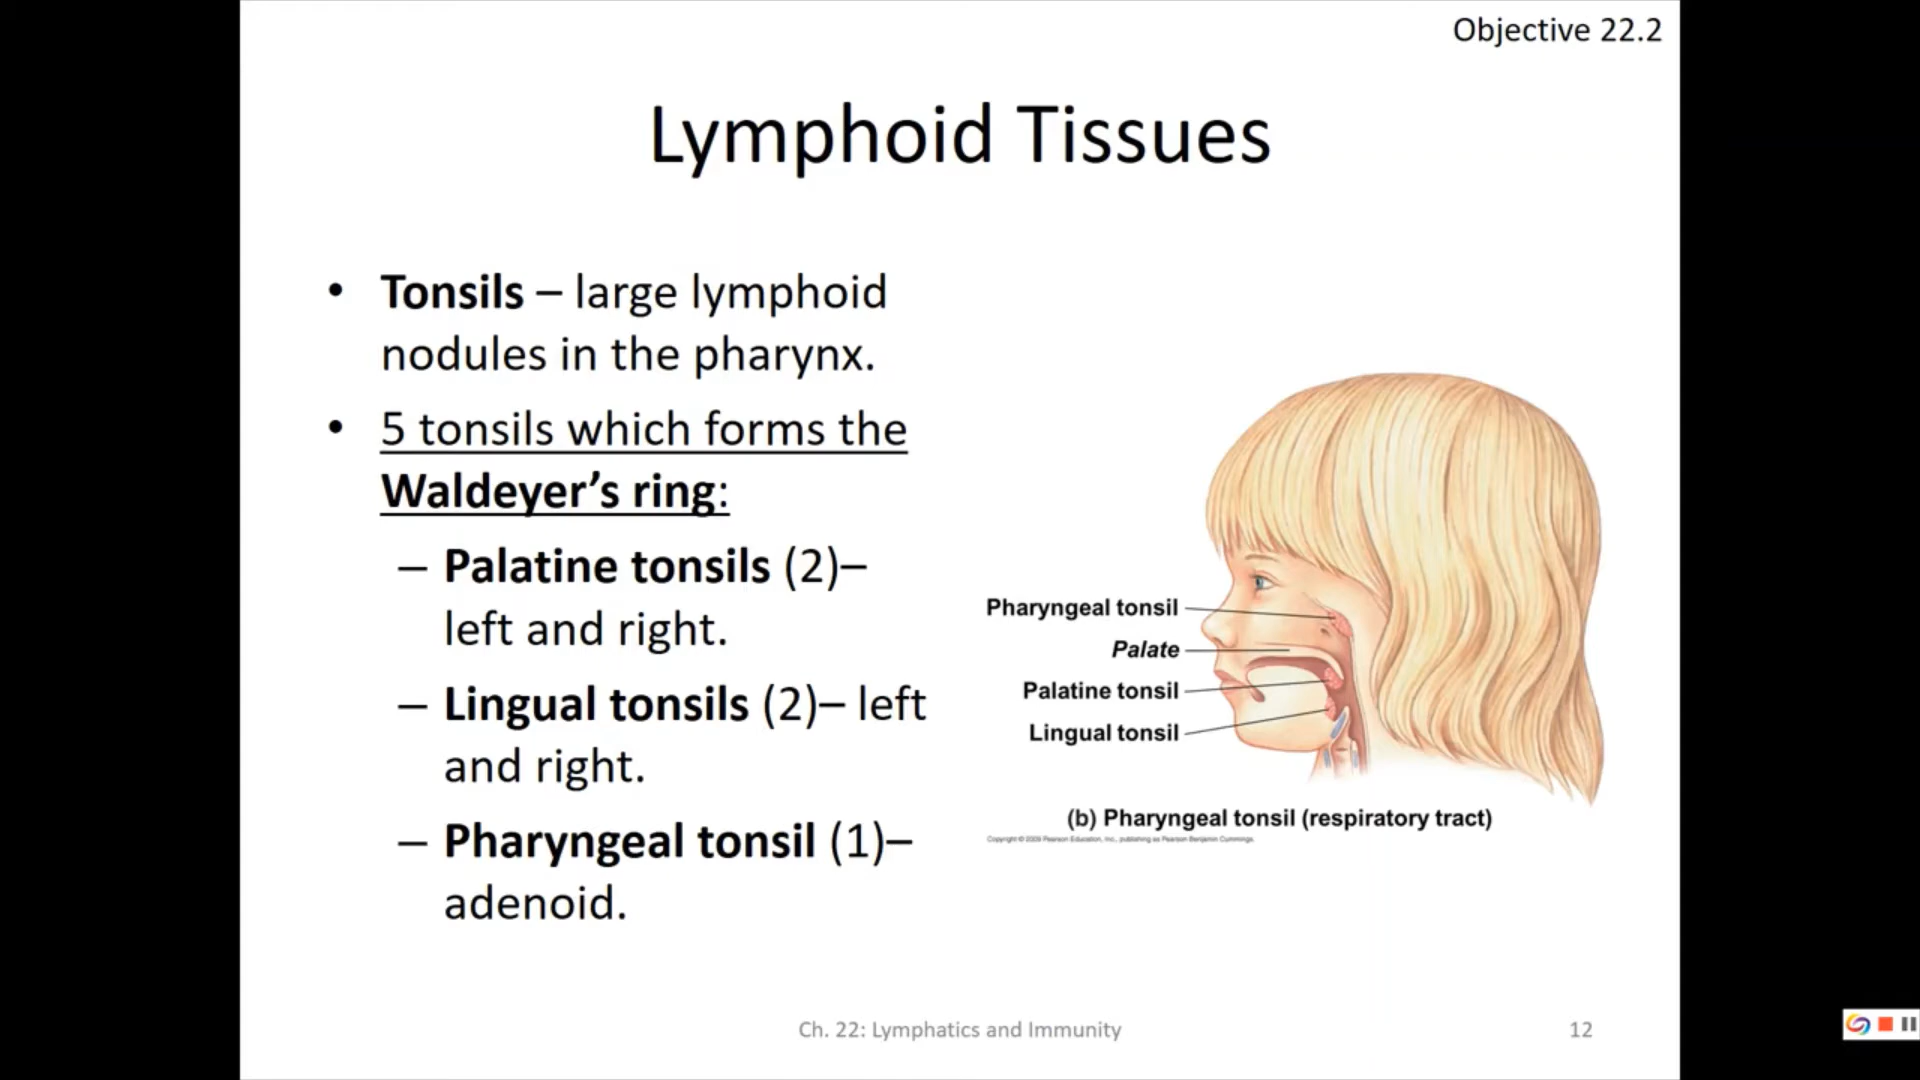 Objective 22.2
Lymphoid Tissues
• Tonsils – large lymphoid
nodules in the pharynx.
• 5 tonsils which forms the
Waldeyer’s ring:
– Palatine tonsils (2)–
left and right.
– Lingual tonsils (2)– left
and right.
– Pharyngeal tonsil (1)–
adenoid.
Pharyngeal tonsil
Palate
Palatine tonsil
Lingual tonsil
(b) Pharyngeal tonsil (respiratory tract)
Copyright © 2009 Pearson Education, Inc., publishing as Pearson Benjamin Cummings.
Ch. 22: Lymphatics and Immunity
12